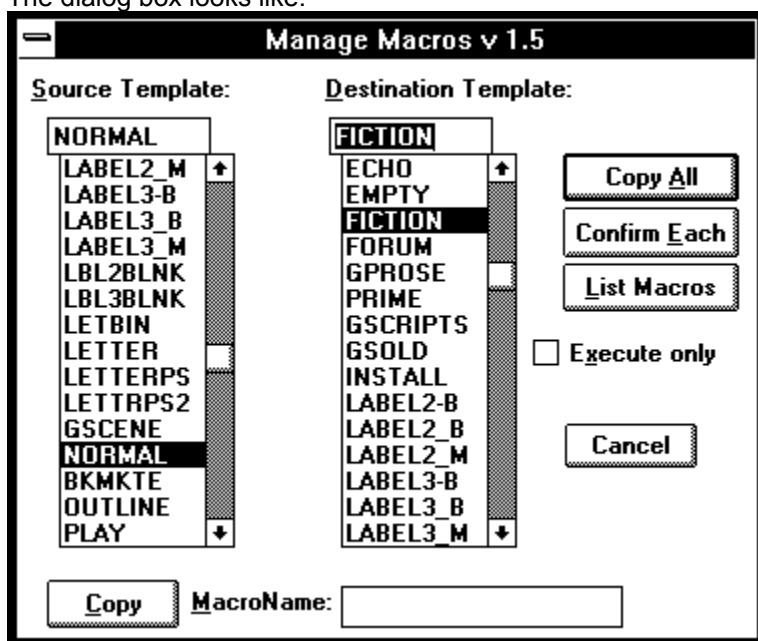 The dialog box looks like:
Manage Macros v 1.5
Source Template:
NORMAL
LABEL2_M
LABEL3-B
LABEL3_B
LABEL3_M
LBL2BLNK
LBL3BLNK
LETBIN
LETTER
LETTERPS
LETTRPS2
GSCENE
NORMAL
BKMKTE
OUTLINE
PLAY
Destination Template:
FICTION
ECHO
EMPTY
FICTION
FORUM
GPROSE
PRIME
GSCRIPTS
GSOLD
INSTALL
LABEL2-B
LABEL2_B
LABEL2_M
LABEL3-B
LABEL3_B
LABEL3_M
Copy All
Confirm Each
List Macros
Execute only
Cancel
Copy
MacroName: